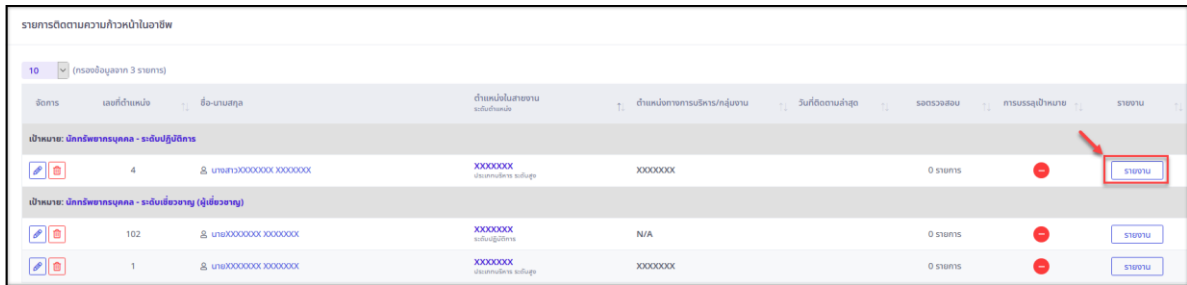 รายการติดตามความก้าวหน้าในอาชีพ
10 (กรองข้อมูลจาก 3 รายการ)
จัดการ เลขที่ตำแหน่ง ชื่อ-นามสกุล ตำแหน่งในสายงาน ตำแหน่งทางการบริหาร/กลุ่มงาน วันที่ติดตามล่าสุด รอตรวจสอบ การบรรลุเป้าหมาย รายงาน
ระดับตำแหน่ง
เป้าหมาย: นักทรัพยากรบุคคล - ระดับปฏิบัติการ
4 นางสาวXXXXXXX XXXXXXX XXXXXXX XXXXXXX 0 รายการ รายงาน
ประเภทบริหาร ระดับสูง
เป้าหมาย: นักทรัพยากรบุคคล - ระดับเชี่ยวชาญ (ผู้เชี่ยวชาญ)
102 นายXXXXXXX XXXXXXX XXXXXXX N/A 0 รายการ รายงาน
ระดับปฏิบัติการ
1 นายXXXXXXX XXXXXXX XXXXXXX XXXXXXX 0 รายการ รายงาน
ประเภทบริหาร ระดับสูง